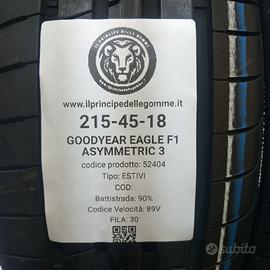 IL PRINCIPE DELLE GOMME
www.ilprincipedellegomme.it
215-45-18
GOODYEAR EAGLE F1
ASYMMETRIC 3
codice prodotto: 52404
Tipo: ESTIVI
COD:
Battistrada: 90%
Codice Velocità: 89V
FILA: 30
subito